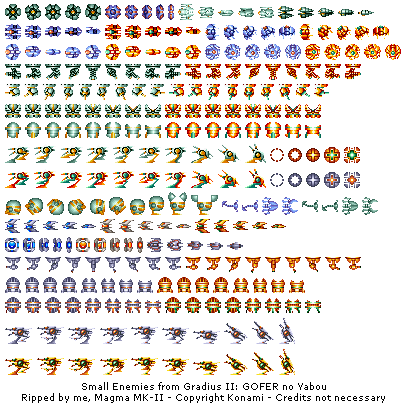 Small Enemies from Gradius II: GOFER no Yabou
Ripped by me, Magma MK-II - Copyright Konami - Credits not necessary